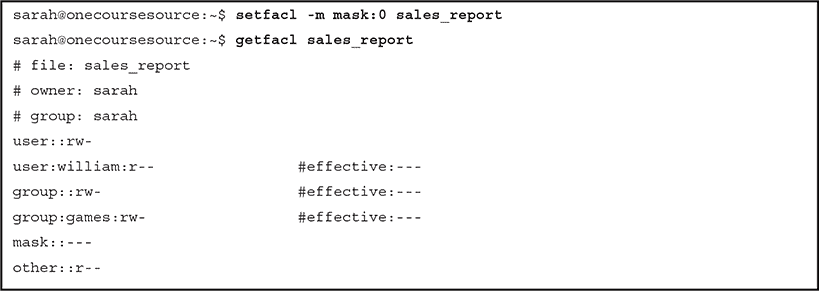 sarah@onecoursesource:~$ setfacl -m mask:0 sales_report
sarah@onecoursesource:~$ getfacl sales_report
# file: sales_report
# owner: sarah
# group: sarah
user::rw-
user:william:r-- #effective:---
group::rw- #effective:---
group:games:rw- #effective:---
mask::---
other::r--